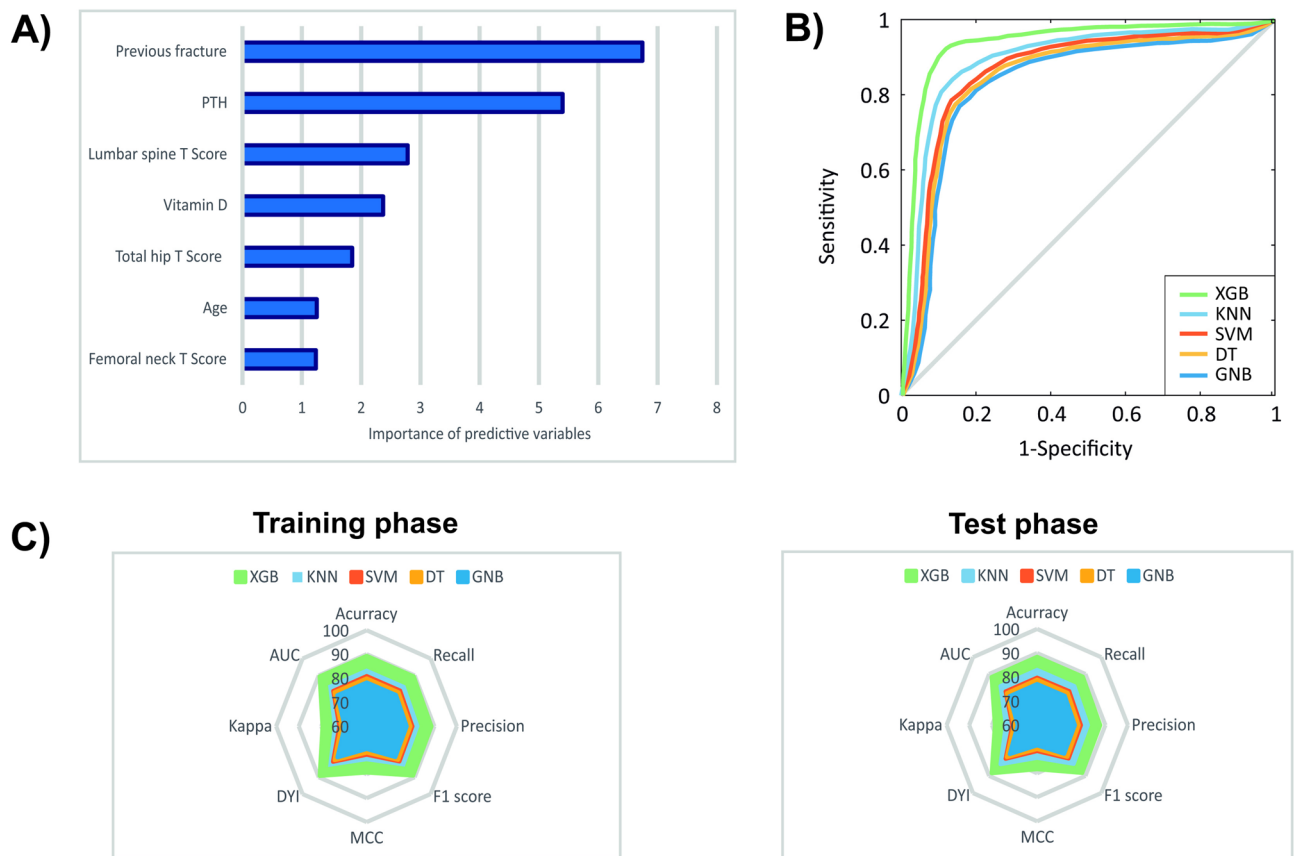 A)
Previous fracture
PTH
Lumbar spine T Score
Vitamin D
Total hip T Score
Age
Femoral neck T Score
0 1 2 3 4 5 6 7 8
Importance of predictive variables
B)
1
0.8
0.6
0.4
0.2
0
Sensitivity
XGB
KNN
SVM
DT
GNB
0 0.2 0.4 0.6 0.8 1
1-Specificity
C)
Training phase
XGB KNN SVM DT GNB
Acurracy
Recall
Precision
F1 score
MCC
DYI
Kappa
AUC
100
90
80
70
60
Test phase
XGB KNN SVM DT GNB
Acurracy
Recall
Precision
F1 score
MCC
DYI
Kappa
AUC
100
90
80
70
60